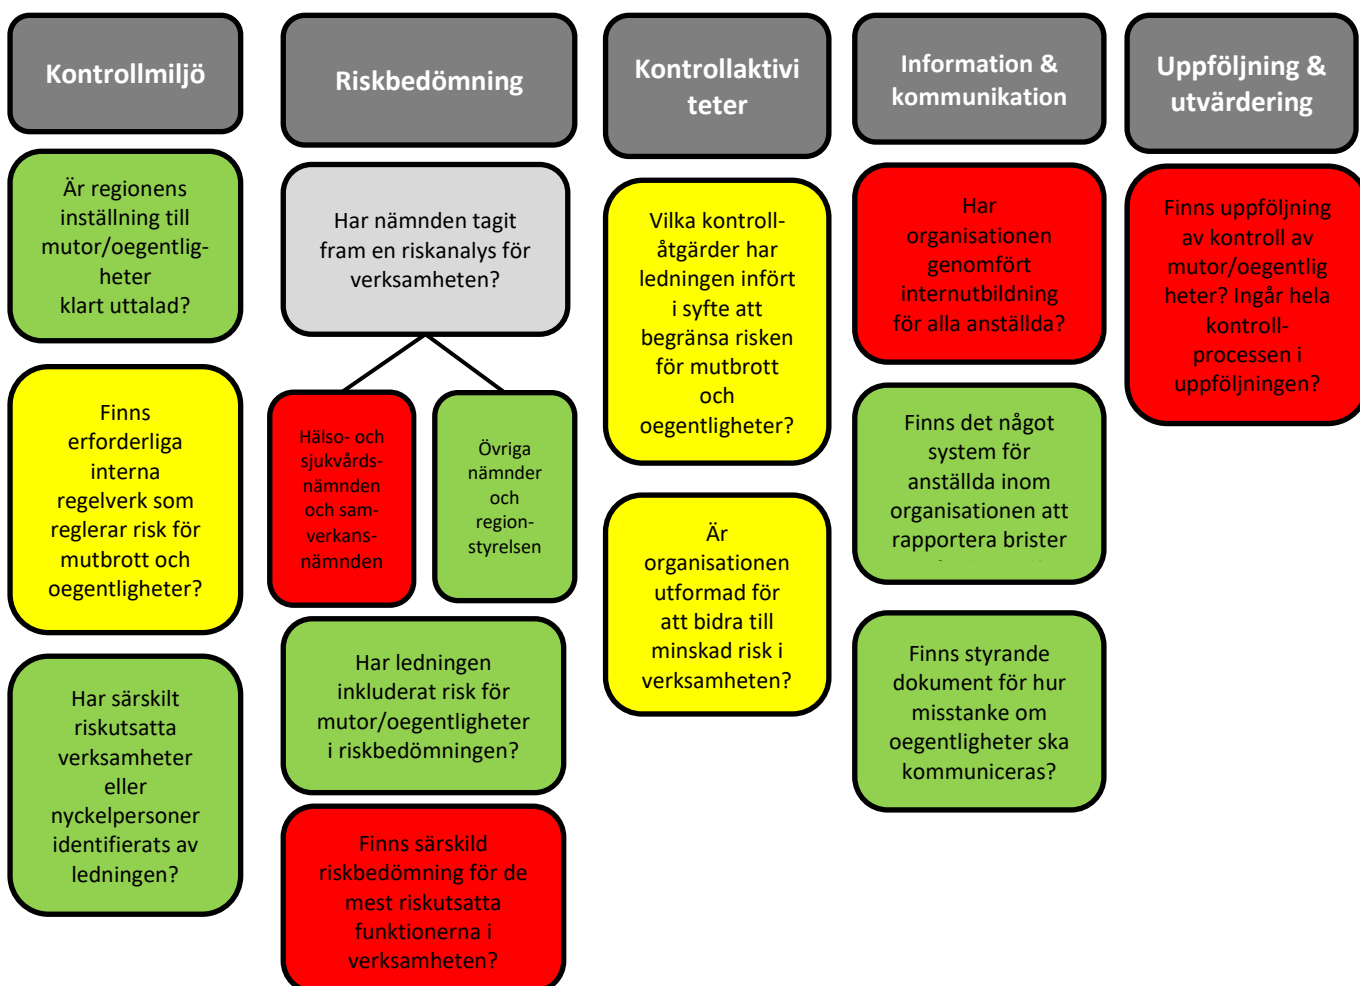 Kontrollmiljö
Är regionens
inställning till
mutor/oegentlig-
heter
klart uttalad?
Finns
erforderliga
interna
regelverk som
reglerar risk för
mutbrott och
oegentligheter?
Har särskilt
riskutsatta
verksamheter
eller
nyckelpersoner
identifierats av
ledningen?
Riskbedömning
Har nämnden tagit
fram en riskanalys för
verksamheten?
Hälso- och
sjukvårds-
nämnden
och sam-
verkans-
nämnden
Övriga
nämnder
och
region-
styrelsen
Har ledningen
inkluderat risk för
mutor/oegentligheter
i riskbedömningen?
Finns särskild
riskbedömning för de
mest riskutsatta
funktionerna i
verksamheten?
Kontrollaktivi
teter
Vilka kontroll-
åtgärder har
ledningen infört
i syfte att
begränsa risken
för mutbrott
och
oegentligheter?
Är
organisationen
utformad för
att bidra till
minskad risk i
verksamheten?
Information &
kommunikation
Har
organisationen
genomfört
internutbildning
för alla anställda?
Finns det något
system för
anställda inom
organisationen att
rapportera brister
Finns styrande
dokument för hur
misstanke om
oegentligheter ska
kommuniceras?
Uppföljning &
utvärdering
Finns uppföljning
av kontroll av
mutor/oegentlig
heter? Ingår hela
kontroll-
processen i
uppföljningen?